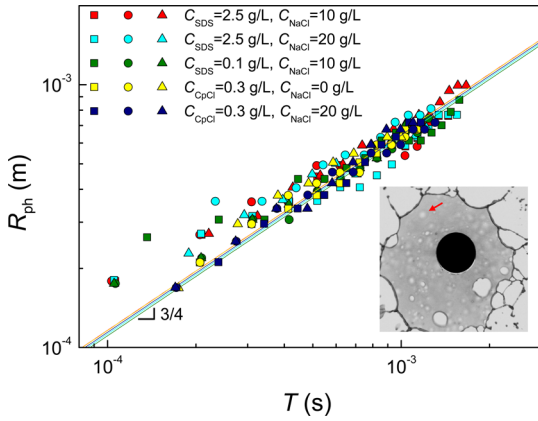 C_SDS=2.5 g/L, C_NaCl=10 g/L
C_SDS=2.5 g/L, C_NaCl=20 g/L
C_SDS=0.1 g/L, C_NaCl=10 g/L
C_CpCl=0.3 g/L, C_NaCl=0 g/L
C_CpCl=0.3 g/L, C_NaCl=20 g/L
10⁻³
R_ph (m)
3/4
10⁻⁴
10⁻⁴
10⁻³
T (s)